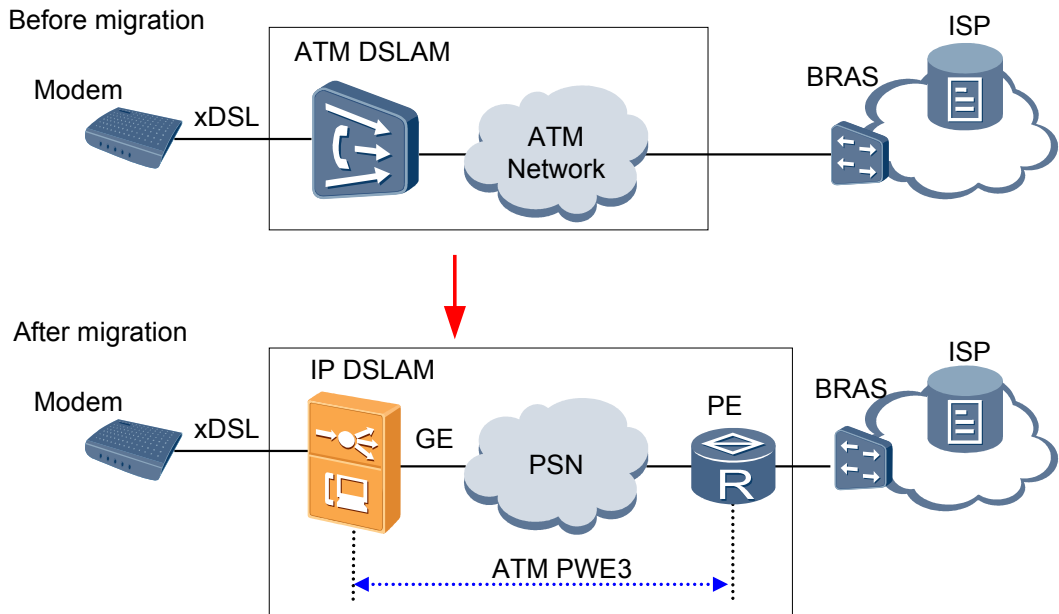 Before migration
ISP
ATM DSLAM
BRAS
Modem
xDSL
ATM
Network
After migration
ISP
IP DSLAM
BRAS
Modem
PE
xDSL
GE
PSN
R
ATM PWE3